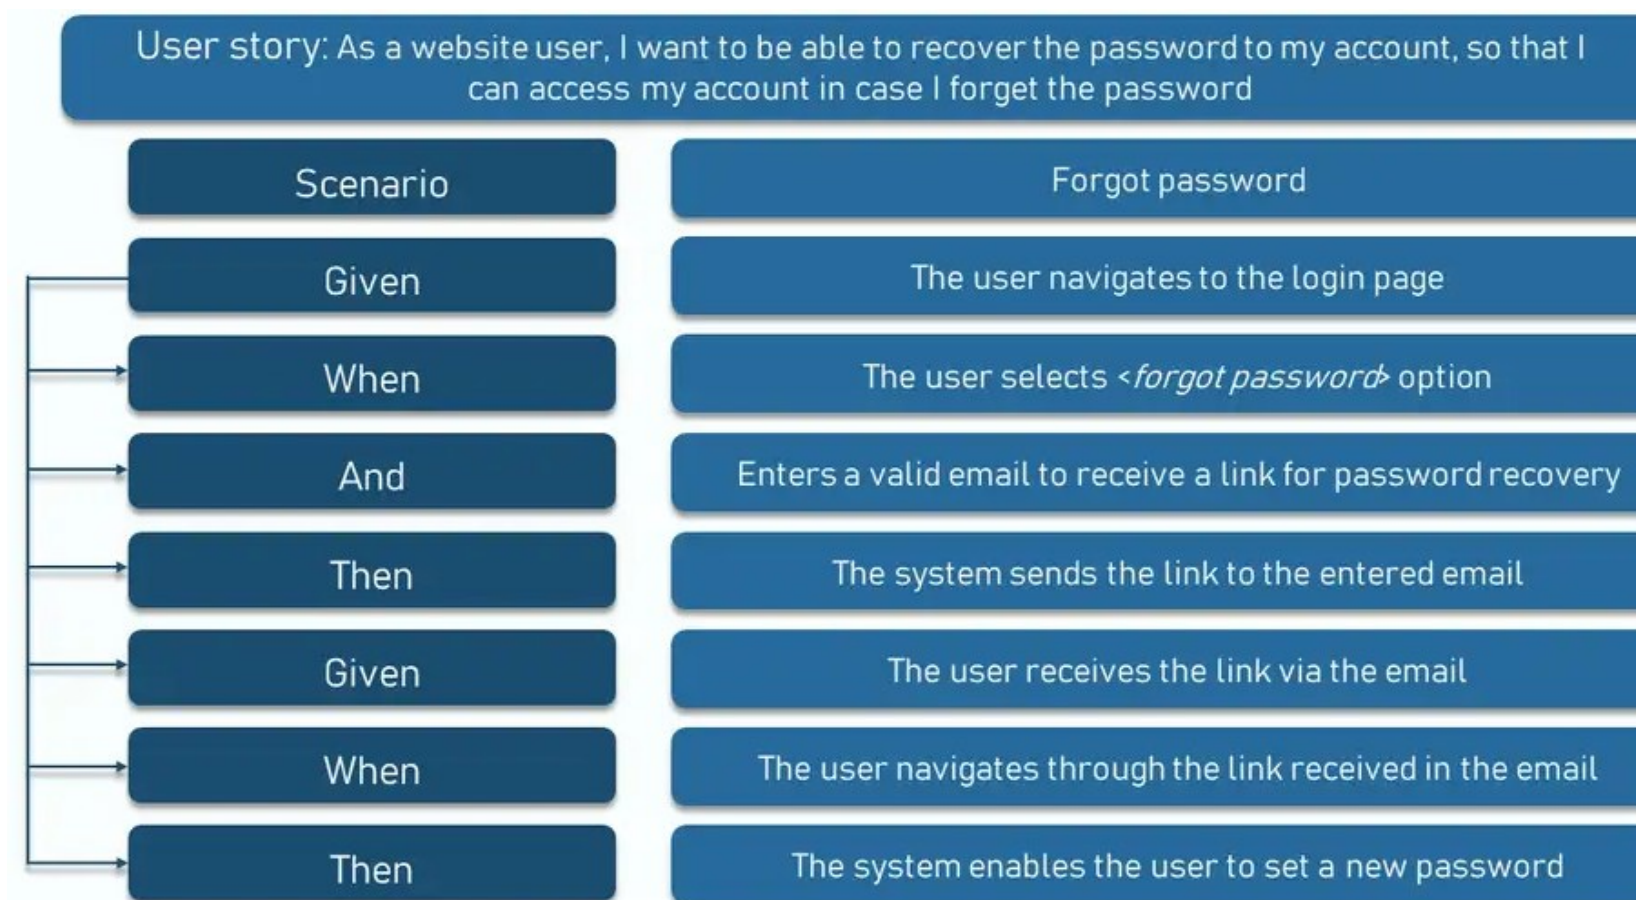 User story: As a website user, I want to be able to recover the password to my account, so that I
can access my account in case I forget the password
Scenario
Forgot password
Given
The user navigates to the login page
When
The user selects <forgot password> option
And
Enters a valid email to receive a link for password recovery
Then
The system sends the link to the entered email
Given
The user receives the link via the email
When
The user navigates through the link received in the email
Then
The system enables the user to set a new password